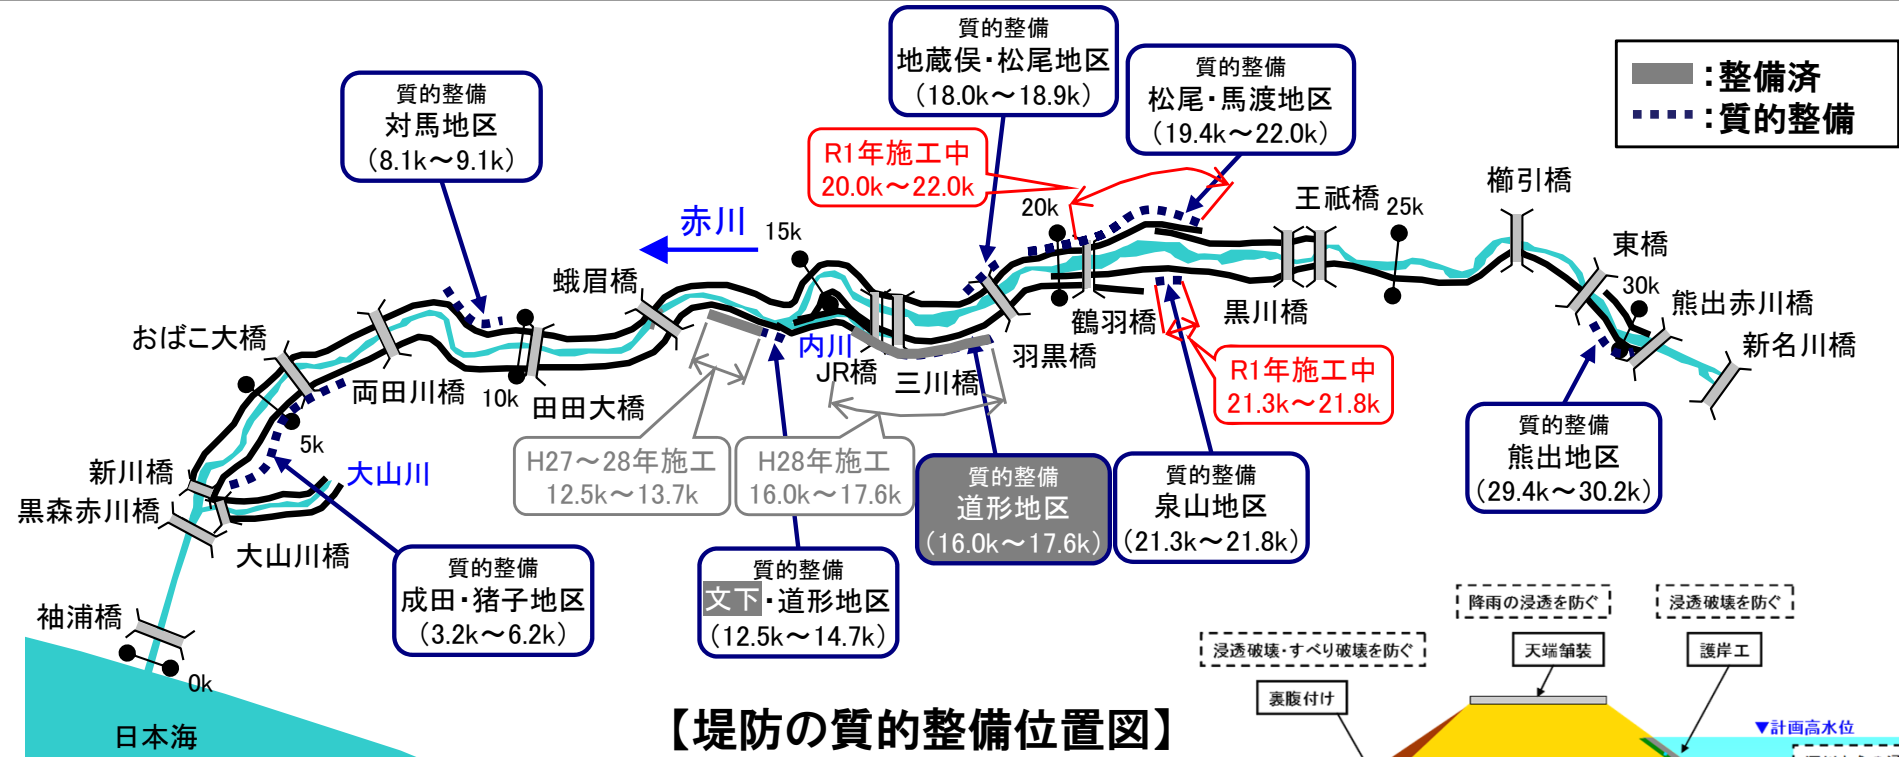 質的整備
地蔵俣・松尾地区
(18.0k～18.9k)
質的整備
松尾・馬渡地区
(19.4k～22.0k)
:整備済
:質的整備
質的整備
対馬地区
(8.1k～9.1k)
R1年施工中
20.0k～22.0k
赤川
15k
20k
王祇橋
25k
櫛引橋
東橋
30k
熊出赤川橋
新名川橋
蛾眉橋
おばこ大橋
両田川橋
10k
田田大橋
内川
JR橋
三川橋
羽黒橋
鶴羽橋
黒川橋
R1年施工中
21.3k～21.8k
5k
大山川
新川橋
黒森赤川橋
大山川橋
H27～28年施工
12.5k～13.7k
H28年施工
16.0k～17.6k
質的整備
道形地区
(16.0k～17.6k)
質的整備
泉山地区
(21.3k～21.8k)
質的整備
熊出地区
(29.4k～30.2k)
質的整備
成田・猪子地区
(3.2k～6.2k)
質的整備
文下・道形地区
(12.5k～14.7k)
袖浦橋
0k
日本海
【堤防の質的整備位置図】
降雨の浸透を防ぐ
浸透破壊を防ぐ
浸透破壊・すべり破壊を防ぐ
天端舗装
護岸工
裏腹付け
▼計画高水位